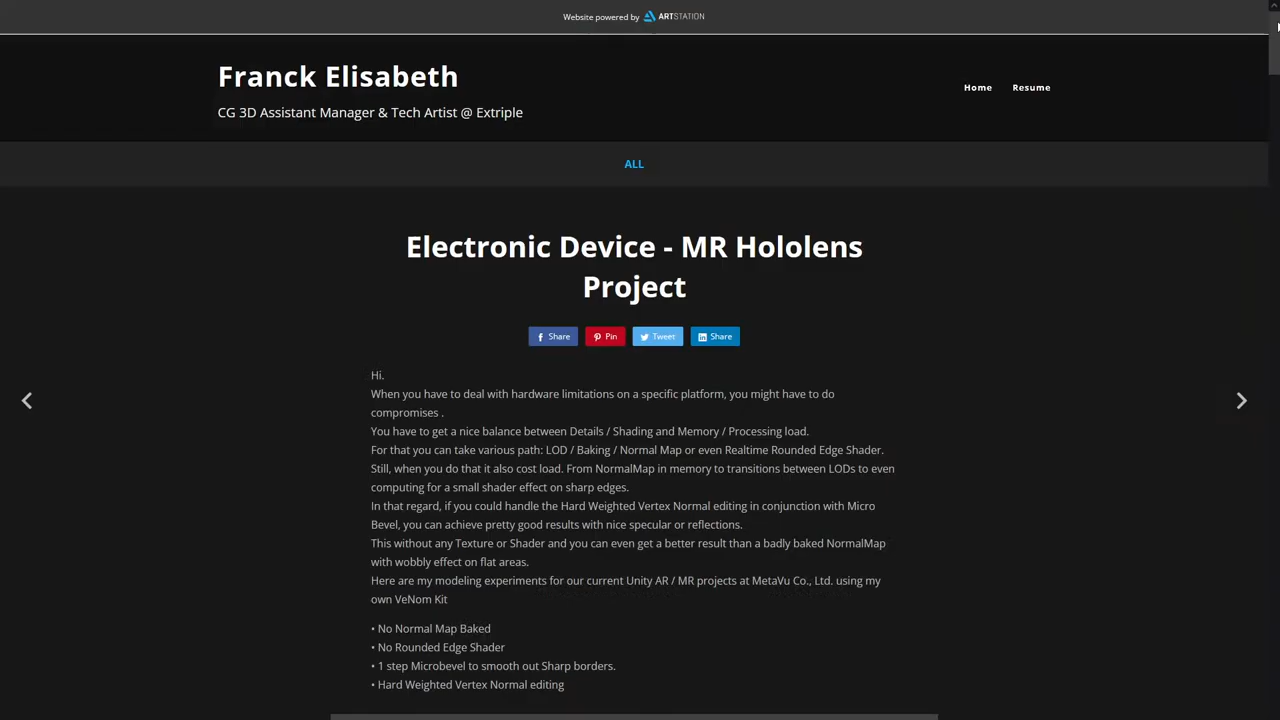 Website powered by ARTSTATION
Franck Elisabeth
CG 3D Assistant Manager & Tech Artist @ Extriple
Home Resume
ALL
Electronic Device - MR Hololens
Project
Share Pin Tweet Share
Hi.
When you have to deal with hardware limitations on a specific platform, you might have to do
compromises .
You have to get a nice balance between Details / Shading and Memory / Processing load.
For that you can take various path: LOD / Baking / Normal Map or even Realtime Rounded Edge Shader.
Still, when you do that it also cost load. From NormalMap in memory to transitions between LODs to even
computing for a small shader effect on sharp edges.
In that regard, if you could handle the Hard Weighted Vertex Normal editing in conjunction with Micro
Bevel, you can achieve pretty good results with nice specular or reflections.
This without any Texture or Shader and you can even get a better result than a badly baked NormalMap
with wobbly effect on flat areas.
Here are my modeling experiments for our current Unity AR / MR projects at MetaVu Co., Ltd. using my
own VeNom Kit
• No Normal Map Baked
• No Rounded Edge Shader
• 1 step Microbevel to smooth out Sharp borders.
• Hard Weighted Vertex Normal editing